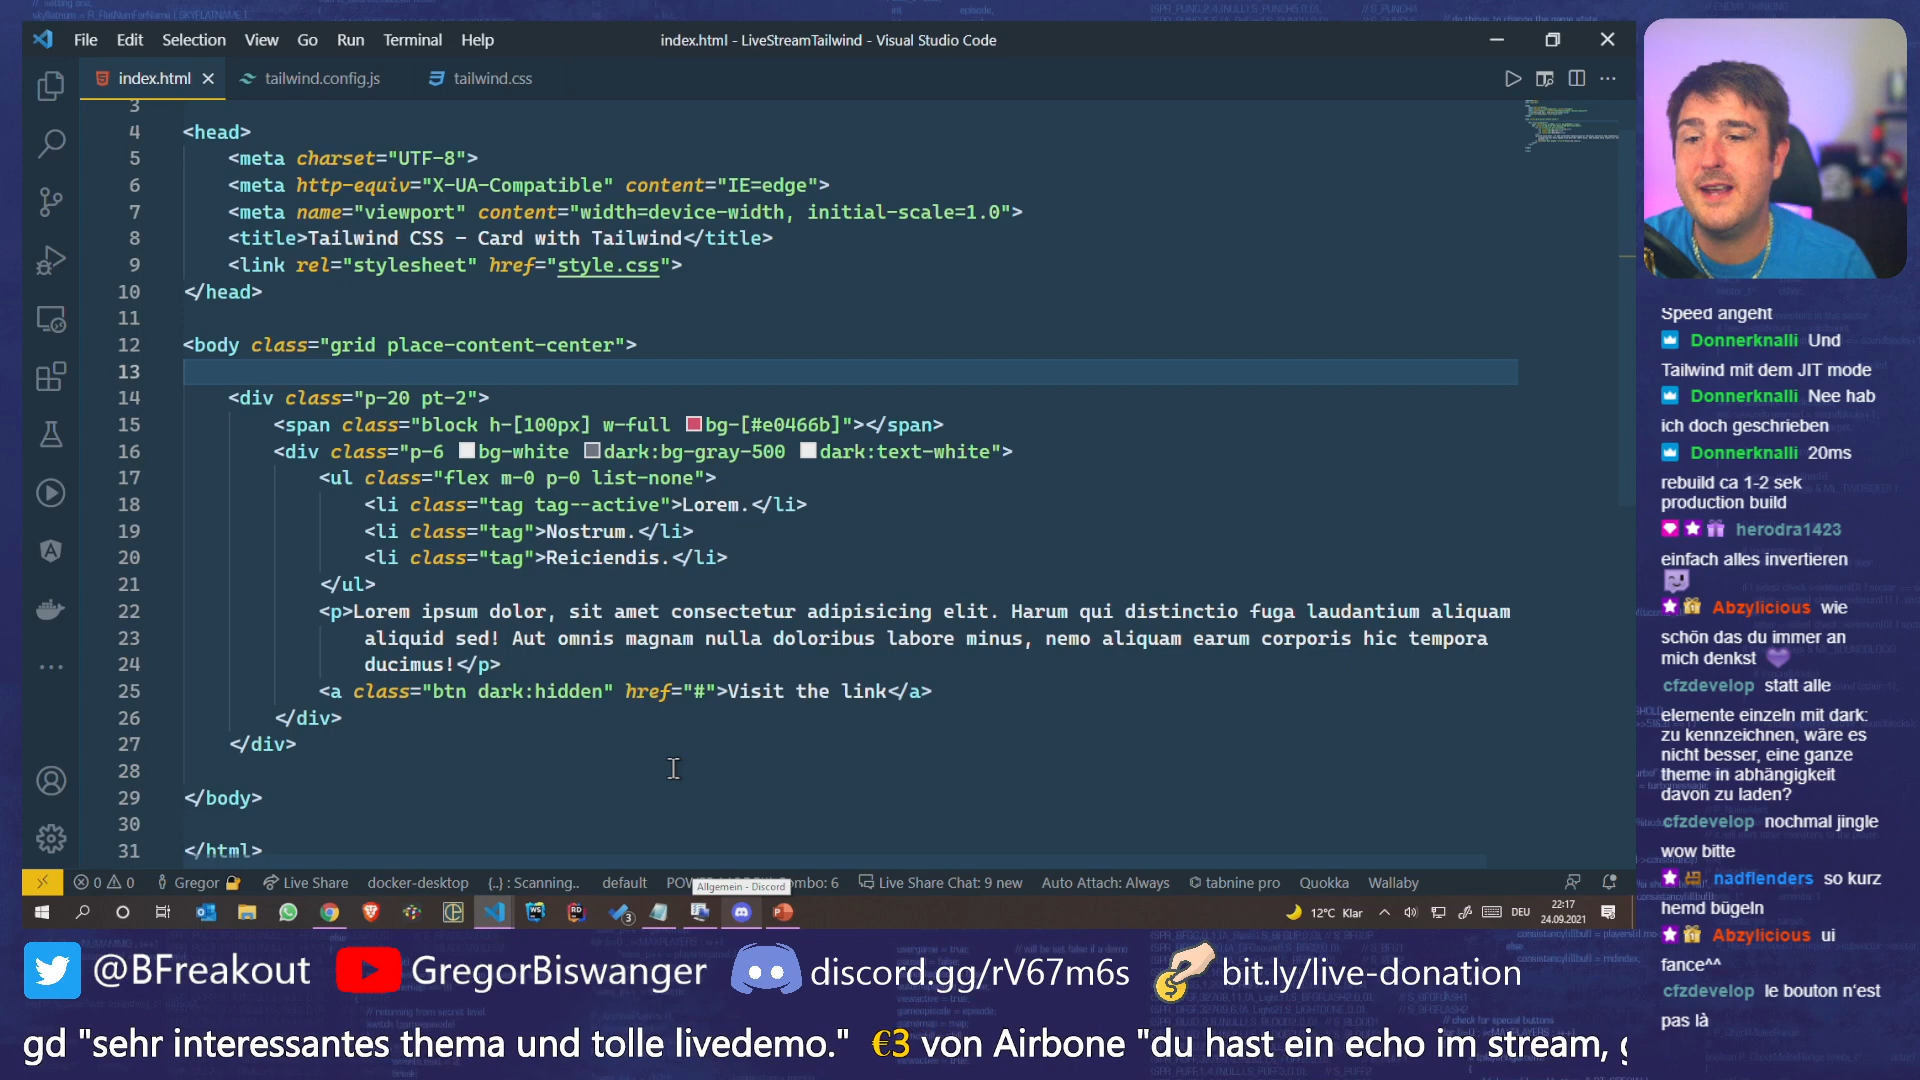 File Edit Selection View Go Run Terminal Help
index.html - LiveStreamTailwind - Visual Studio Code
index.html tailwind.config.js tailwind.css
3
4 <head>
5 <meta charset="UTF-8">
6 <meta http-equiv="X-UA-Compatible" content="IE=edge">
7 <meta name="viewport" content="width=device-width, initial-scale=1.0">
8 <title>Tailwind CSS - Card with Tailwind</title>
9 <link rel="stylesheet" href="style.css">
10 </head>
11
12 <body class="grid place-content-center">
13
14 <div class="p-20 pt-2">
15 <span class="block h-[100px] w-full bg-[#e0466b]"></span>
16 <div class="p-6 bg-white dark:bg-gray-500 dark:text-white">
17 <ul class="flex m-0 p-0 list-none">
18 <li class="tag tag--active">Lorem.</li>
19 <li class="tag">Nostrum.</li>
20 <li class="tag">Reiciendis.</li>
21 </ul>
22 <p>Lorem ipsum dolor, sit amet consectetur adipisicing elit. Harum qui distinctio fuga laudantium aliquam
23 aliquid sed! Aut omnis magnam nulla doloribus labore minus, nemo aliquam earum corporis hic tempora
24 ducimus!</p>
25 <a class="btn dark:hidden" href="#">Visit the link</a>
26 </div>
27 </div>
28
29 </body>
30
31 </html>
0 0 Gregor Live Share docker-desktop {..} : Scanning.. default Combo: 6 Live Share Chat: 9 new Auto Attach: Always tabnine pro Quokka Wallaby
Allgemein - Discord
3 12°C Klar DEU 22:17
24.09.2021
@BFreakout GregorBiswanger discord.gg/rV67m6s bit.ly/live-donation
gd "sehr interessantes thema und tolle livedemo." €3 von Airbone "du hast ein echo im stream,
Speed angeht
Donnerknalli Und
Tailwind mit dem JIT mode
Donnerknalli Nee hab
ich doch geschrieben
Donnerknalli 20ms
rebuild ca 1-2 sek
production build
herodra1423
einfach alles invertieren
Abzylicious wie
schön das du immer an
mich denkst
cfzdevelop statt alle
elemente einzeln mit dark:
zu kennzeichnen, wäre es
nicht besser, eine ganze
theme in abhängigkeit
davon zu laden?
cfzdevelop nochmal jingle
wow bitte
nadflenders so kurz
hemd bügeln
Abzylicious ui
fance^^
cfzdevelop le bouton n'est
pas là